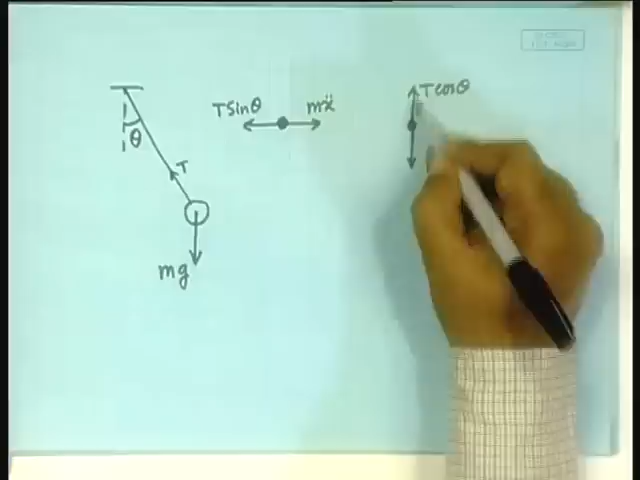 Tsinθ
mẍ
Tcosθ
θ
T
mg